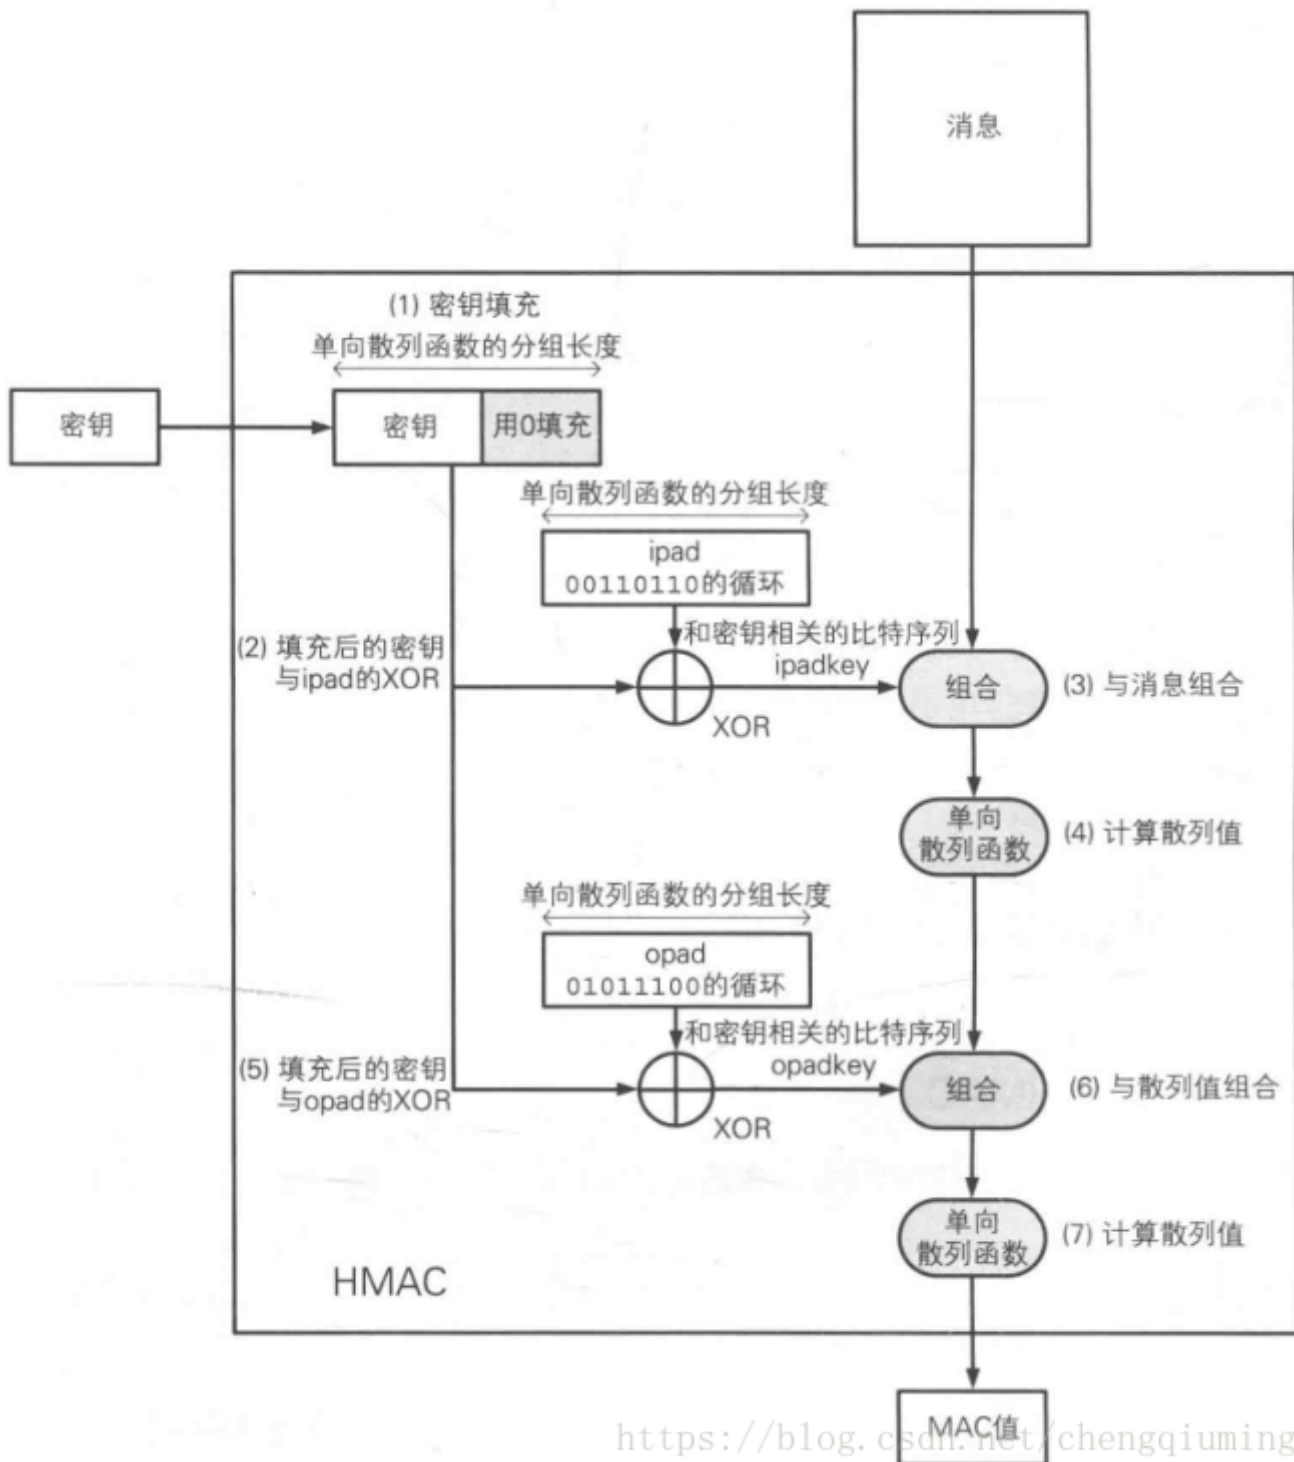 消息
(1) 密钥填充
单向散列函数的分组长度
密钥
密钥
用0填充
单向散列函数的分组长度
ipad
00110110的循环
(2) 填充后的密钥
与ipad的XOR
和密钥相关的比特序列
ipadkey
XOR
组合
(3) 与消息组合
单向
散列函数
(4) 计算散列值
单向散列函数的分组长度
opad
01011100的循环
(5) 填充后的密钥
与opad的XOR
和密钥相关的比特序列
opadkey
XOR
组合
(6) 与散列值组合
单向
散列函数
(7) 计算散列值
HMAC
MAC值
https://blog.csdn.net/chengqiuming